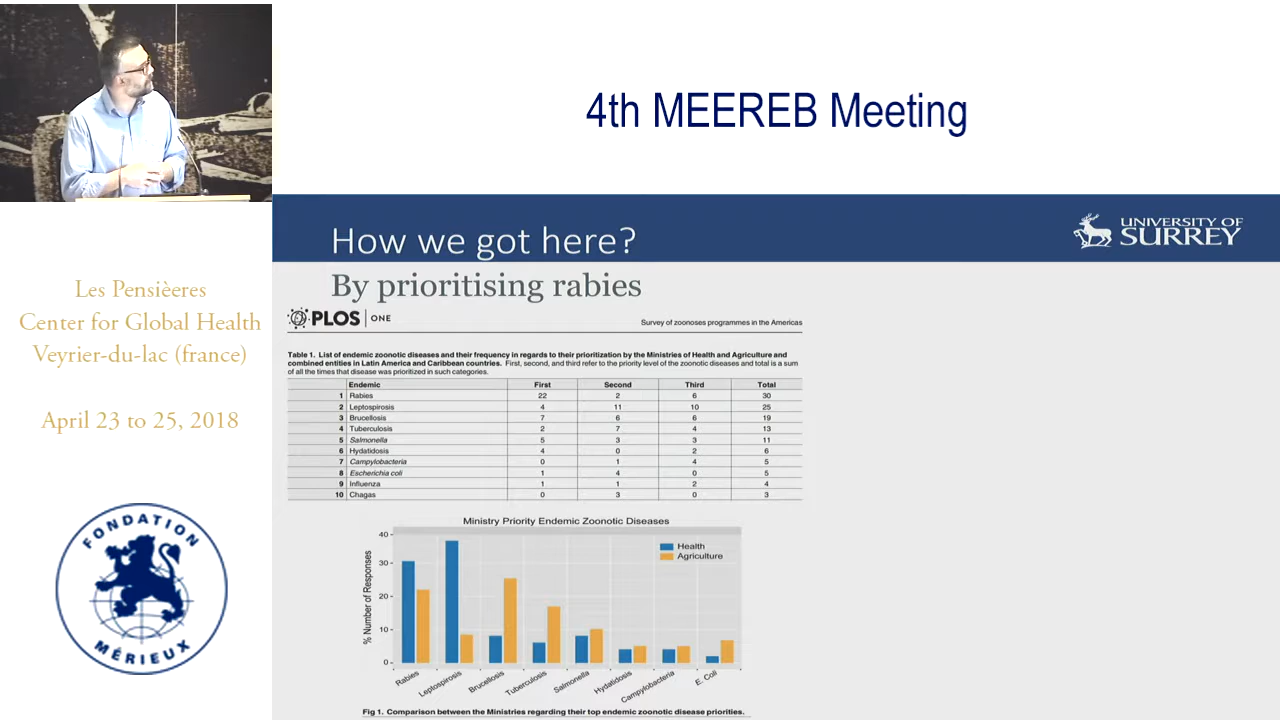 4th MEEREB Meeting
How we got here?
UNIVERSITY OF
SURREY
By prioritising rabies
PLOS | ONE
Survey of zoonoses programmes in the Americas
Table 1. List of endemic zoonotic diseases and their frequency in regards to their prioritization by the Ministries of Health and Agriculture and
combined entities in Latin America and Caribbean countries. First, second, and third refer to the priority level of the zoonotic diseases and total is a sum
of all the times that disease was prioritized in such categories.
Endemic First Second Third Total
1 Rabies 22 2 6 30
2 Leptospirosis 4 11 10 25
3 Brucellosis 7 6 6 19
4 Tuberculosis 2 7 4 13
5 Salmonella 5 3 3 11
6 Hydatidosis 4 0 2 6
7 Campylobacteria 0 1 4 5
8 Escherichia coli 1 4 0 5
9 Influenza 1 1 2 4
10 Chagas 0 3 0 3
Ministry Priority Endemic Zoonotic Diseases
% Number of Responses
40
30
20
10
0
Health
Agriculture
Rabies
Leptospirosis
Brucellosis
Tuberculosis
Salmonella
Hydatidosis
Campylobacteria
E. Coli
Fig 1. Comparison between the Ministries regarding their top endemic zoonotic disease priorities.
Les Pensièeres
Center for Global Health
Veyrier-du-lac (france)
April 23 to 25, 2018
FONDATION
MÉRIEUX